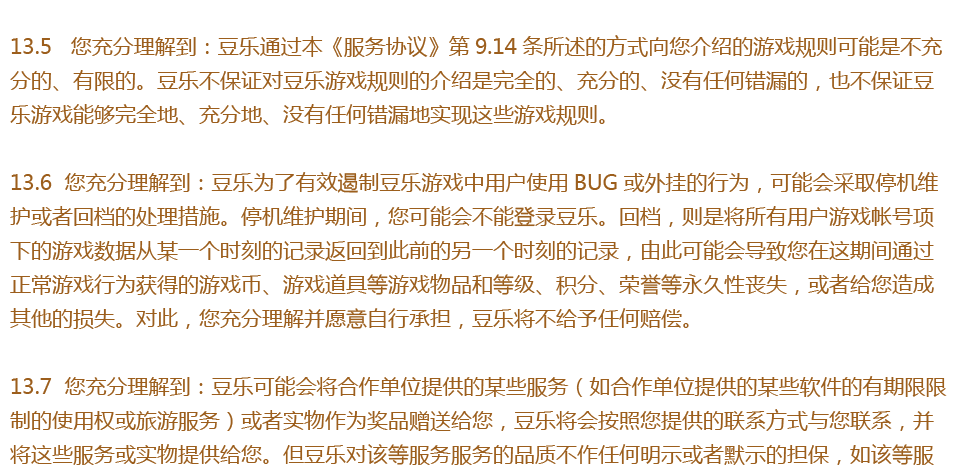 13.5 您充分理解到：豆乐通过本《服务协议》第 9.14 条所述的方式向您介绍的游戏规则可能是不充
分的、有限的。豆乐不保证对豆乐游戏规则的介绍是完全的、充分的、没有任何错漏的，也不保证豆
乐游戏能够完全地、充分地、没有任何错漏地实现这些游戏规则。
13.6 您充分理解到：豆乐为了有效遏制豆乐游戏中用户使用 BUG 或外挂的行为，可能会采取停机维
护或者回档的处理措施。停机维护期间，您可能会不能登录豆乐。回档，则是将所有用户游戏帐号项
下的游戏数据从某一个时刻的记录返回到此前的另一个时刻的记录，由此可能会导致您在这期间通过
正常游戏行为获得的游戏币、游戏道具等游戏物品和等级、积分、荣誉等永久性丧失，或者给您造成
其他的损失。对此，您充分理解并愿意自行承担，豆乐将不给予任何赔偿。
13.7 您充分理解到：豆乐可能会将合作单位提供的某些服务（如合作单位提供的某些软件的有期限限
制的使用权或旅游服务）或者实物作为奖品赠送给您，豆乐将会按照您提供的联系方式与您联系，并
将这些服务或实物提供给您。但豆乐对该等服务服务的品质不作任何明示或者默示的担保，如该等服